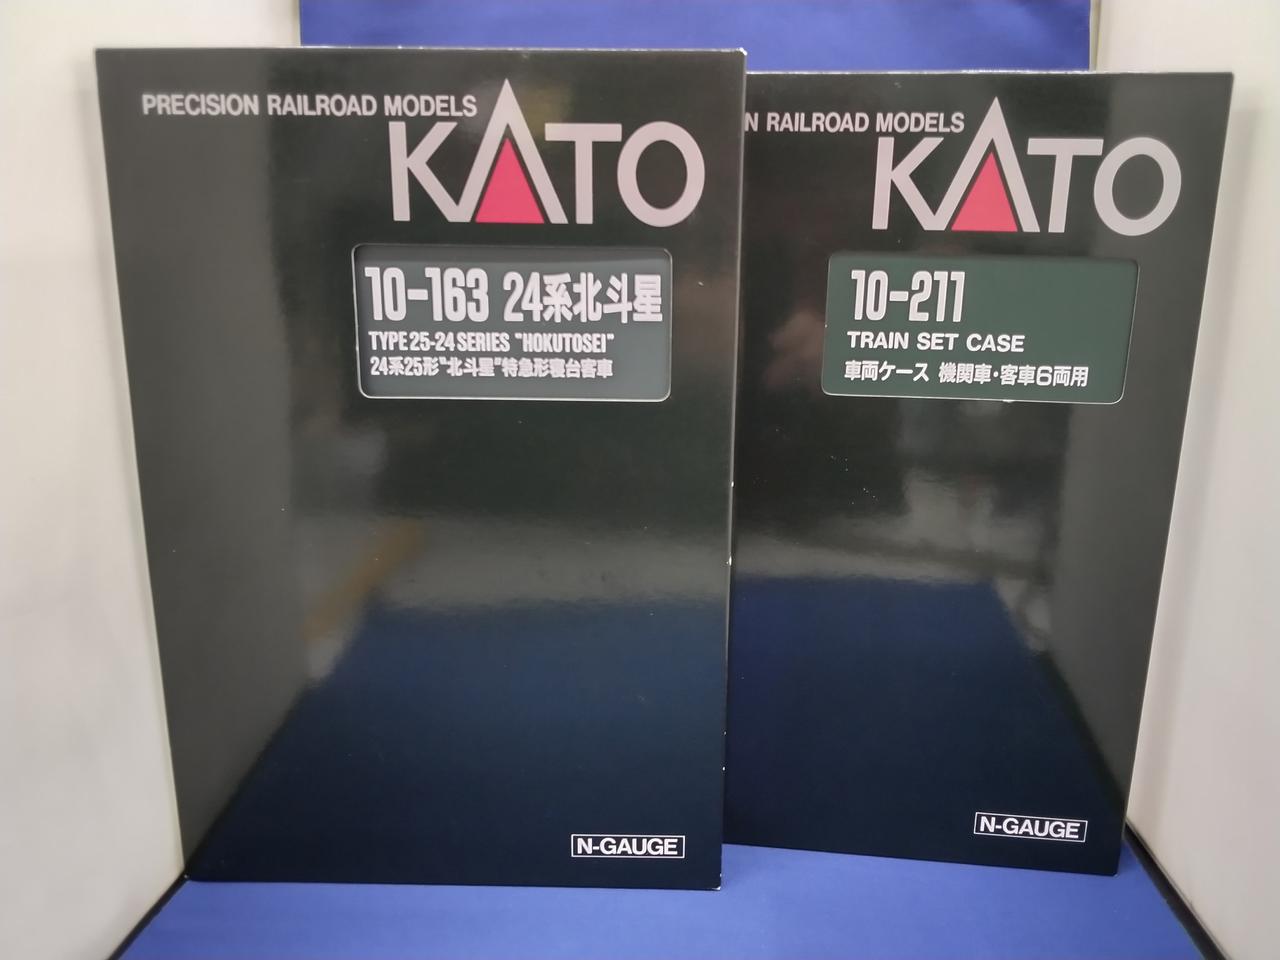 PRECISION RAILROAD MODELS
KATO
10-163 24系北斗星
TYPE 25-24 SERIES "HOKUTOSEI"
24系25形"北斗星"特急形寝台客車
N-GAUGE
N RAILROAD MODELS
KATO
10-211
TRAIN SET CASE
車両ケース 機関車・客車6両用
N-GAUGE